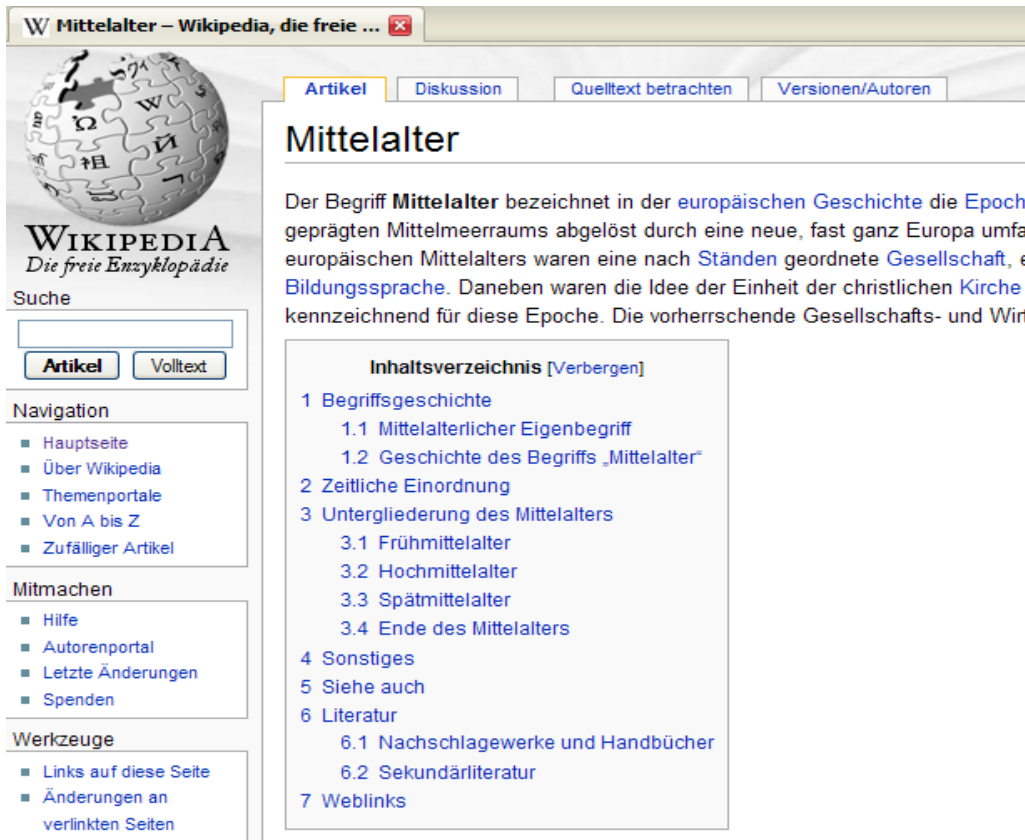 Mittelalter – Wikipedia, die freie ...
Artikel
Diskussion
Quelltext betrachten
Versionen/Autoren
WIKIPEDIA
Die freie Enzyklopädie
Suche
Artikel
Volltext
Navigation
Hauptseite
Über Wikipedia
Themenportale
Von A bis Z
Zufälliger Artikel
Mitmachen
Hilfe
Autorenportal
Letzte Änderungen
Spenden
Werkzeuge
Links auf diese Seite
Änderungen an
verlinkten Seiten
Mittelalter
Der Begriff Mittelalter bezeichnet in der europäischen Geschichte die Epoch
geprägten Mittelmeerraums abgelöst durch eine neue, fast ganz Europa umfa
europäischen Mittelalters waren eine nach Ständen geordnete Gesellschaft, e
Bildungssprache. Daneben waren die Idee der Einheit der christlichen Kirche
kennzeichnend für diese Epoche. Die vorherrschende Gesellschafts- und Wirt
Inhaltsverzeichnis [Verbergen]
1 Begriffsgeschichte
1.1 Mittelalterlicher Eigenbegriff
1.2 Geschichte des Begriffs „Mittelalter“
2 Zeitliche Einordnung
3 Untergliederung des Mittelalters
3.1 Frühmittelalter
3.2 Hochmittelalter
3.3 Spätmittelalter
3.4 Ende des Mittelalters
4 Sonstiges
5 Siehe auch
6 Literatur
6.1 Nachschlagewerke und Handbücher
6.2 Sekundärliteratur
7 Weblinks